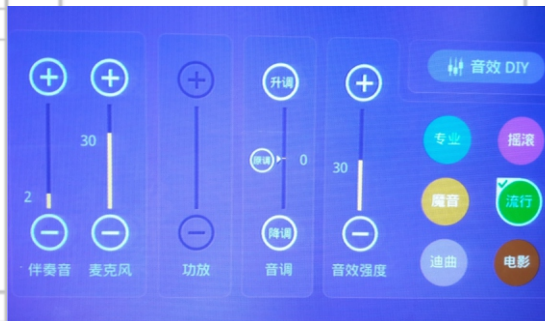 音效 DIY
升调
30
专业
摇滚
原调
0
30
2
魔音
流行
降调
伴奏音
麦克风
功放
音调
音效强度
迪曲
电影